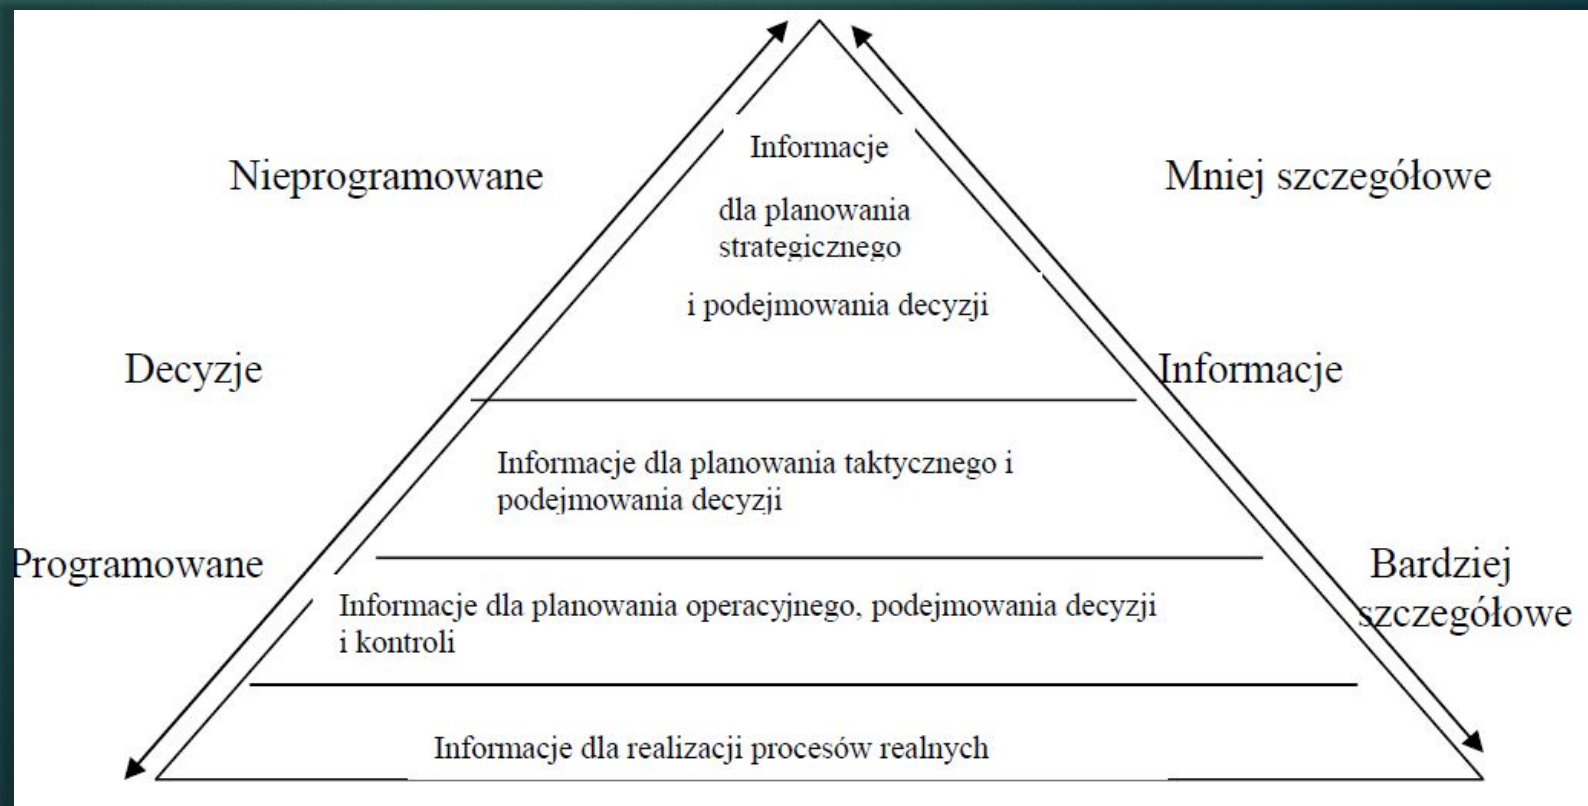 Informacje
Nieprogramowane
Mniej szczegółowe
dla planowania
strategicznego
i podejmowania decyzji
Decyzje
Informacje
Informacje dla planowania taktycznego i
podejmowania decyzji
Programowane
Bardziej
szczegółowe
Informacje dla planowania operacyjnego, podejmowania decyzji
i kontroli
Informacje dla realizacji procesów realnych